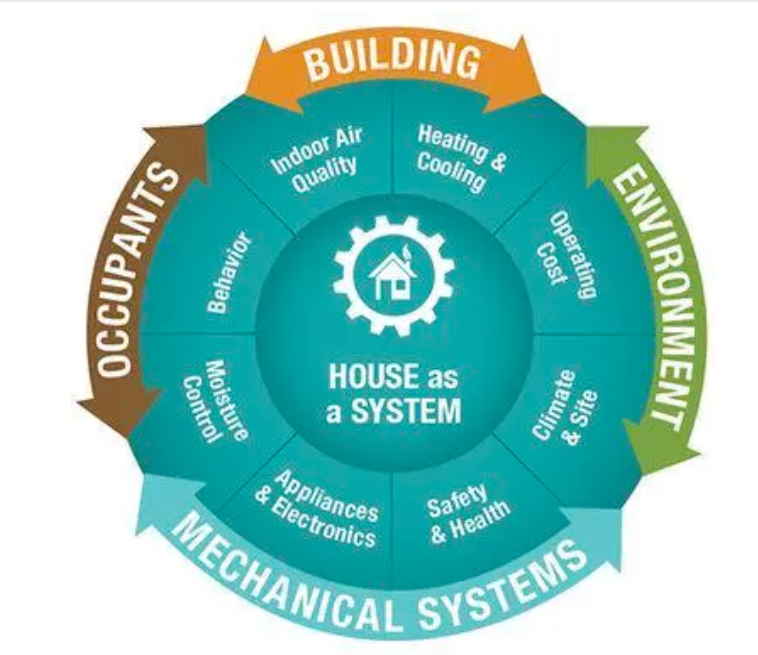 BUILDING
Indoor Air
Quality
Heating &
Cooling
OCCUPANTS
ENVIRONMENT
Behavior
Operating
Cost
HOUSE as
a SYSTEM
Moisture
Control
Climate
& Site
Appliances
& Electronics
Safety
& Health
MECHANICAL SYSTEMS